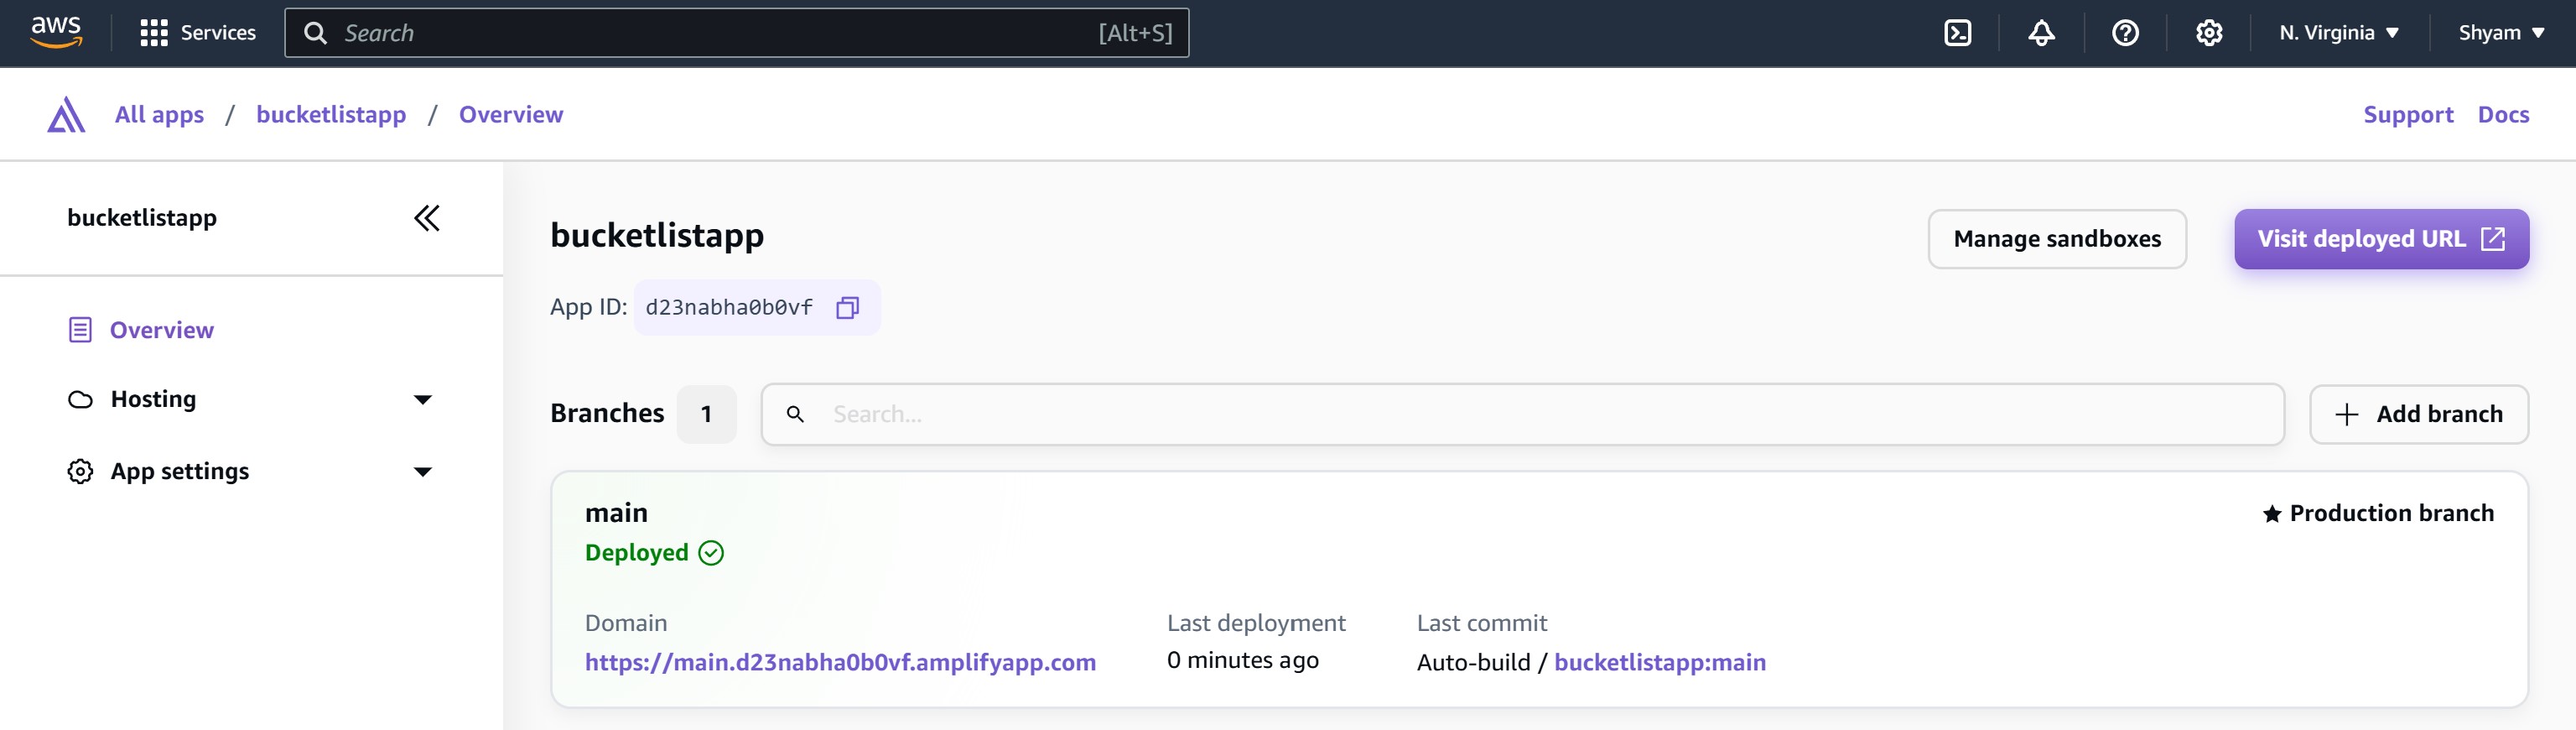 aws Services Search [Alt+S] N. Virginia Shyam
All apps / bucketlistapp / Overview Support Docs
bucketlistapp
Overview
Hosting
App settings
bucketlistapp Manage sandboxes Visit deployed URL
App ID: d23nabha0b0vf
Branches 1 Search... Add branch
main Production branch
Deployed
Domain Last deployment Last commit
https://main.d23nabha0b0vf.amplifyapp.com 0 minutes ago Auto-build / bucketlistapp:main